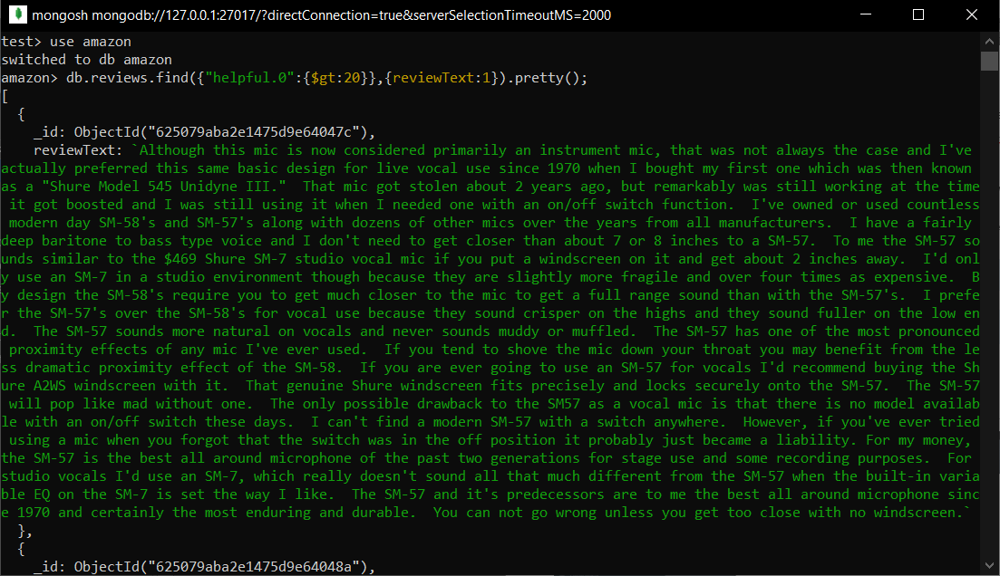 mongosh mongodb://127.0.0.1:27017/?directConnection=true&serverSelectionTimeoutMS=2000
test> use amazon
switched to db amazon
amazon> db.reviews.find({"helpful.0":{$gt:20}},{reviewText:1}).pretty();
[
  {
    _id: ObjectId("625079aba2e1475d9e64047c"),
    reviewText: `Although this mic is now considered primarily an instrument mic, that was not always the case and I've
actually preferred this same basic design for live vocal use since 1970 when I bought my first one which was then known
as a "Shure Model 545 Unidyne III."  That mic got stolen about 2 years ago, but remarkably was still working at the time
 it got boosted and I was still using it when I needed one with an on/off switch function.  I've owned or used countless
 modern day SM-58's and SM-57's along with dozens of other mics over the years from all manufacturers.  I have a fairly
deep baritone to bass type voice and I don't need to get closer than about 7 or 8 inches to a SM-57.  To me the SM-57 so
unds similar to the $469 Shure SM-7 studio vocal mic if you put a windscreen on it and get about 2 inches away.  I'd onl
y use an SM-7 in a studio environment though because they are slightly more fragile and over four times as expensive.  B
y design the SM-58's require you to get much closer to the mic to get a full range sound than with the SM-57's.  I prefe
r the SM-57's over the SM-58's for vocal use because they sound crisper on the highs and they sound fuller on the low en
d.  The SM-57 sounds more natural on vocals and never sounds muddy or muffled.  The SM-57 has one of the most pronounced
 proximity effects of any mic I've ever used.  If you tend to shove the mic down your throat you may benefit from the le
ss dramatic proximity effect of the SM-58.  If you are ever going to use an SM-57 for vocals I'd recommend buying the Sh
ure A2WS windscreen with it.  That genuine Shure windscreen fits precisely and locks securely onto the SM-57.  The SM-57
 will pop like mad without one.  The only possible drawback to the SM57 as a vocal mic is that there is no model availab
le with an on/off switch these days.  I can't find a modern SM-57 with a switch anywhere.  However, if you've ever tried
 using a mic when you forgot that the switch was in the off position it probably just became a liability. For my money,
the SM-57 is the best all around microphone of the past two generations for stage use and some recording purposes.  For
studio vocals I'd use an SM-7, which really doesn't sound all that much different from the SM-57 when the built-in varia
ble EQ on the SM-7 is set the way I like.  The SM-57 and it's predecessors are to me the best all around microphone sinc
e 1970 and certainly the most enduring and durable.  You can not go wrong unless you get too close with no windscreen.`
  },
  {
    _id: ObjectId("625079aba2e1475d9e64048a"),